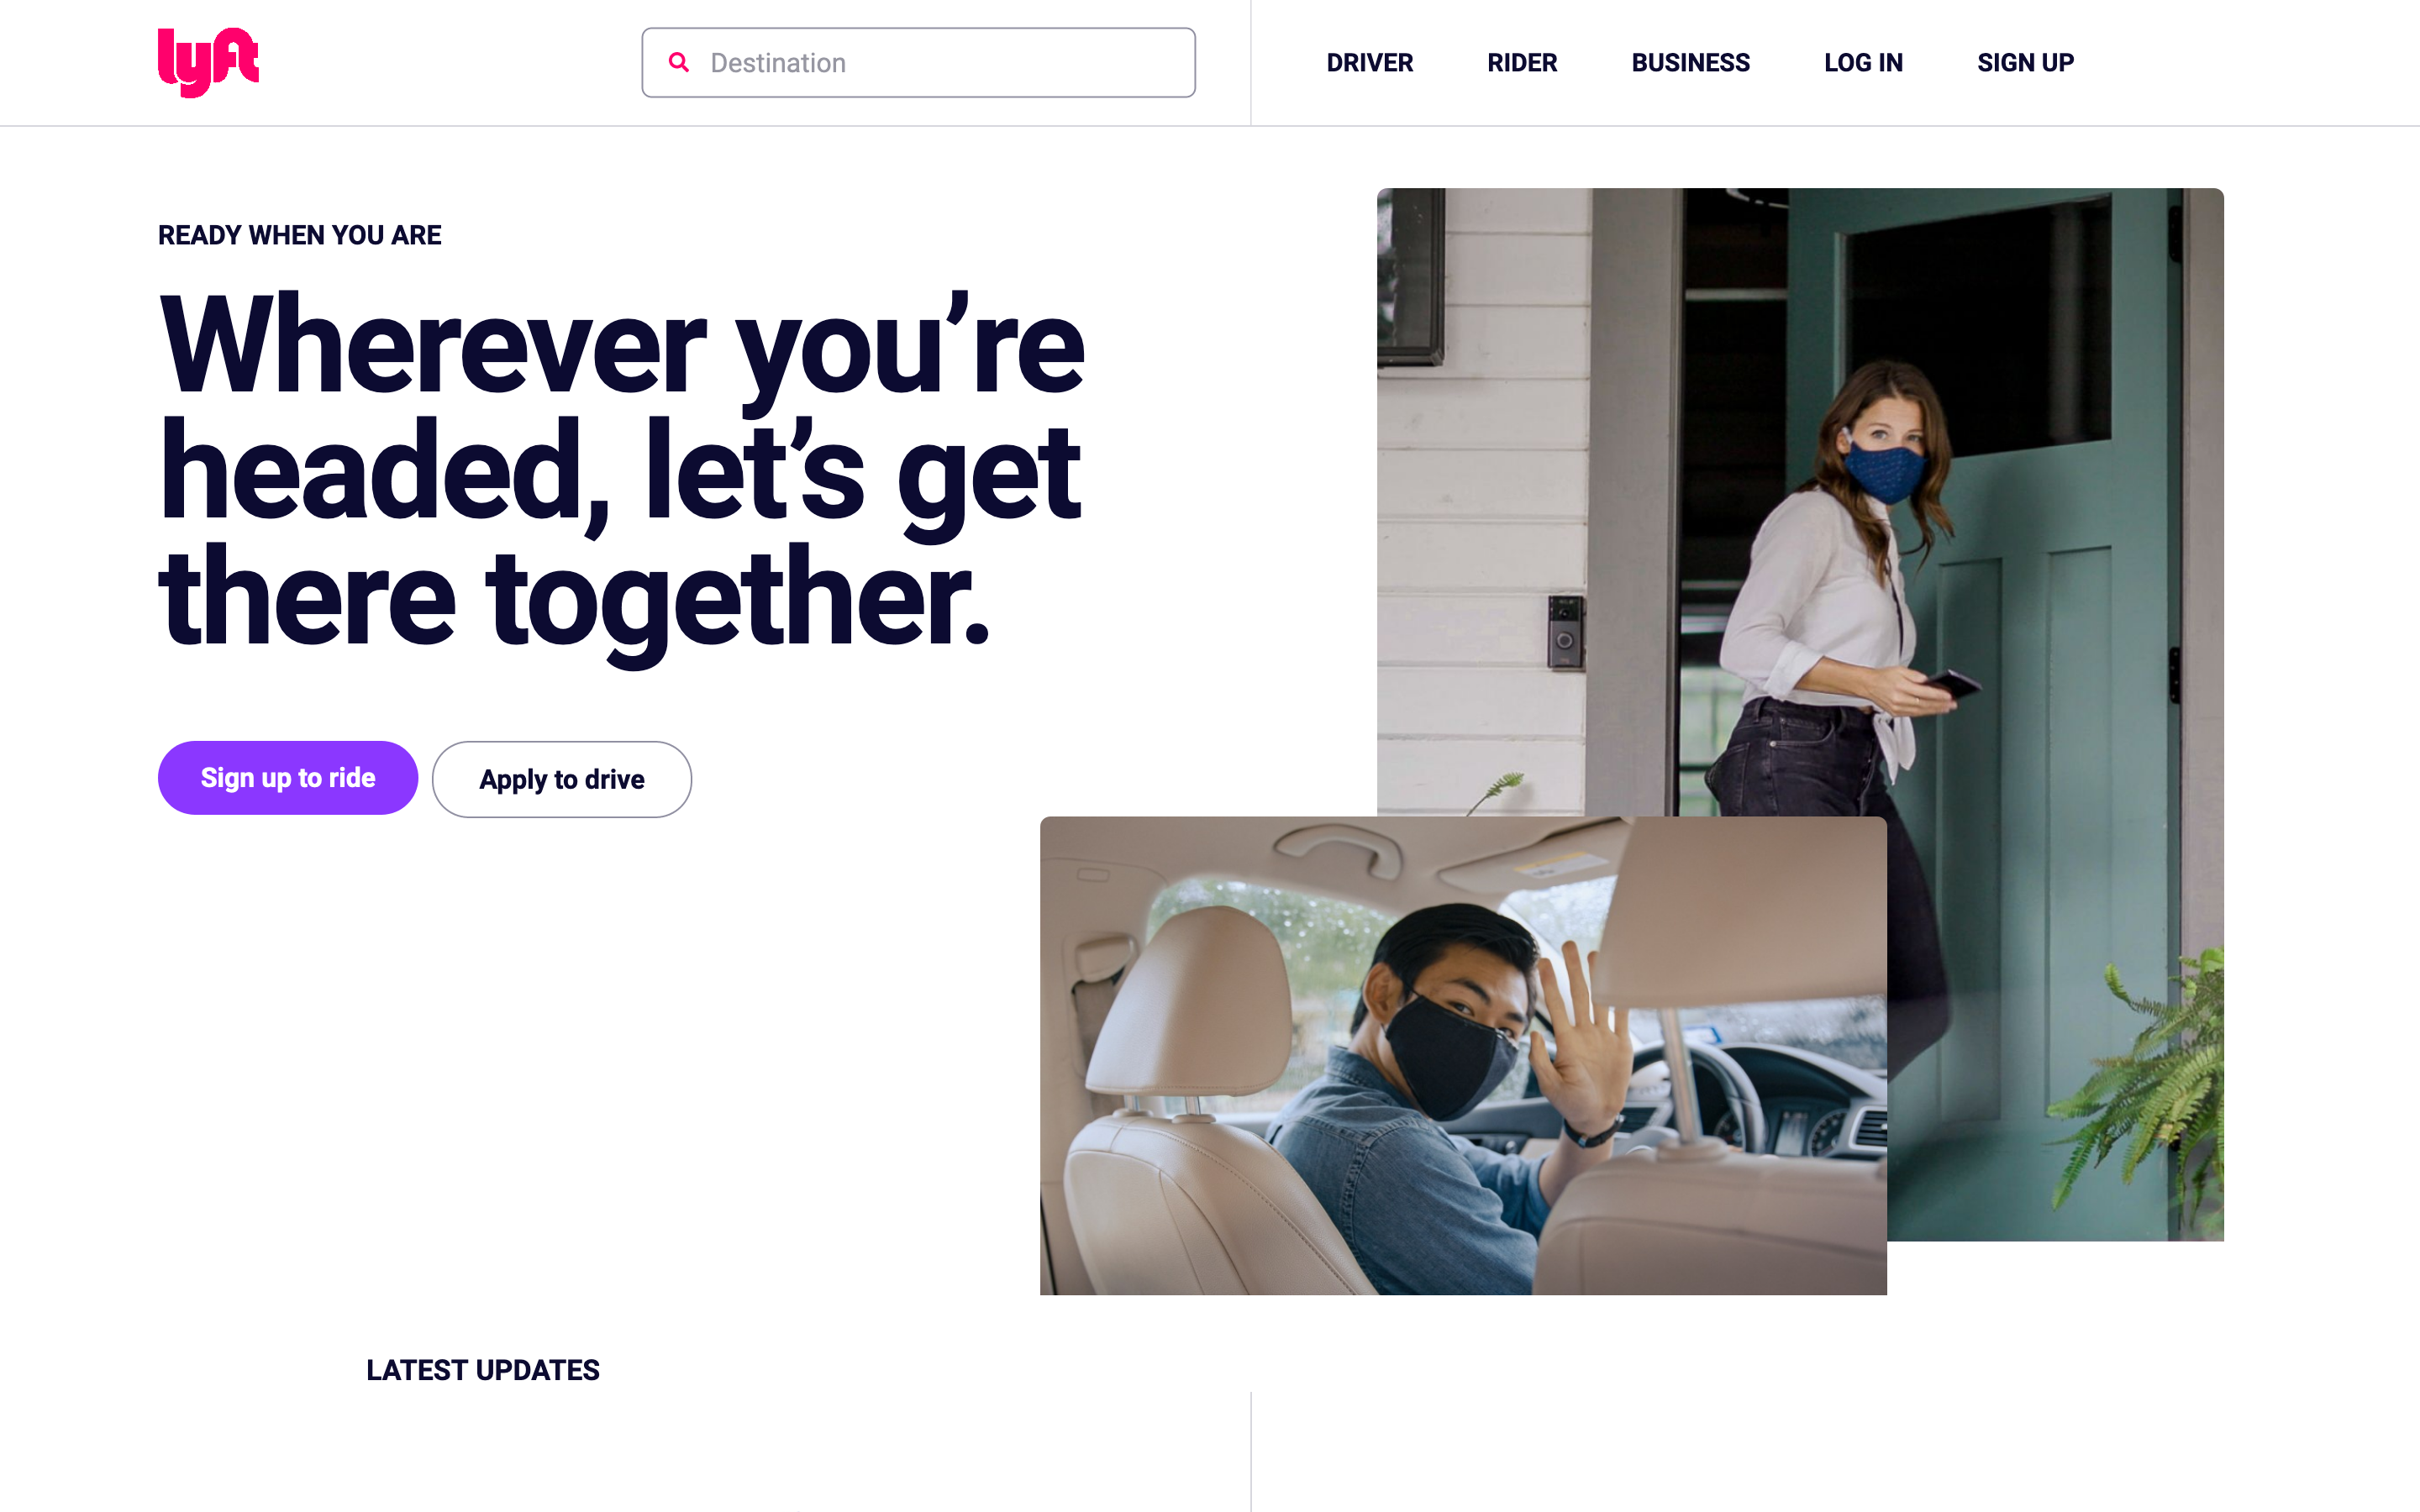 lyft
Destination
DRIVER
RIDER
BUSINESS
LOG IN
SIGN UP
READY WHEN YOU ARE
Wherever you’re
headed, let’s get
there together.
Sign up to ride
Apply to drive
LATEST UPDATES